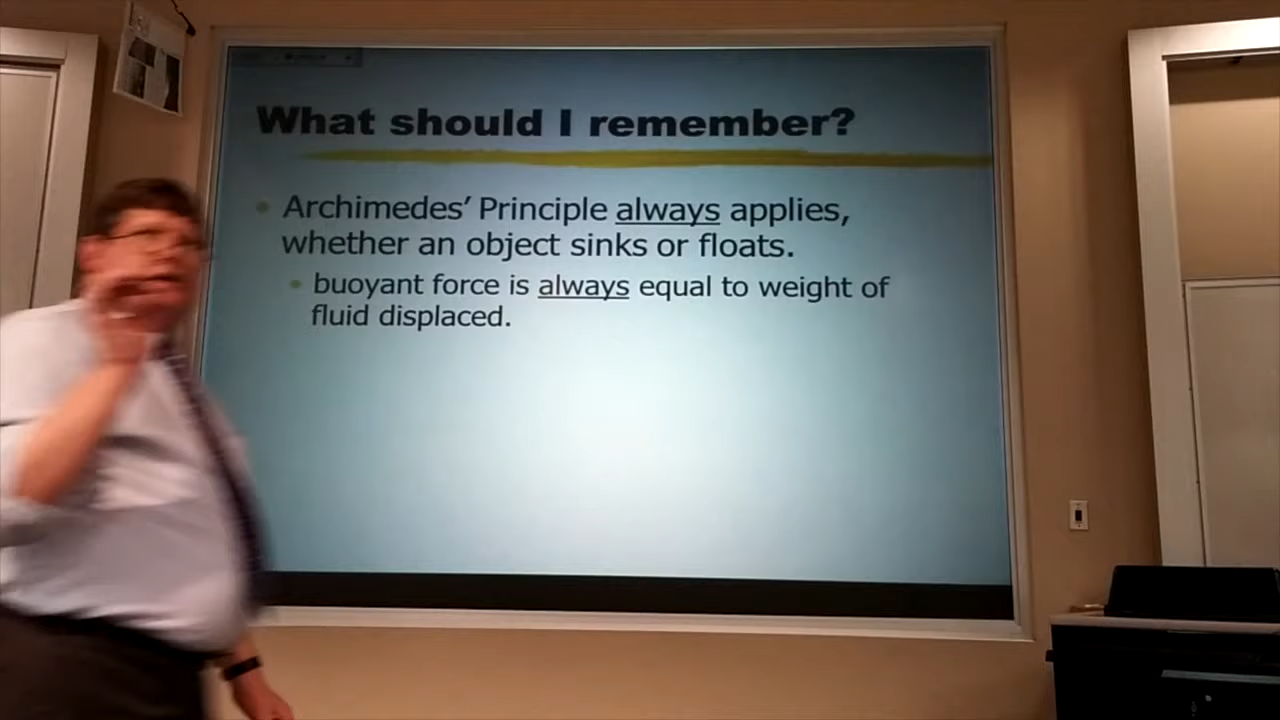 What should I remember?
Archimedes’ Principle always applies,
whether an object sinks or floats.
buoyant force is always equal to weight of
fluid displaced.